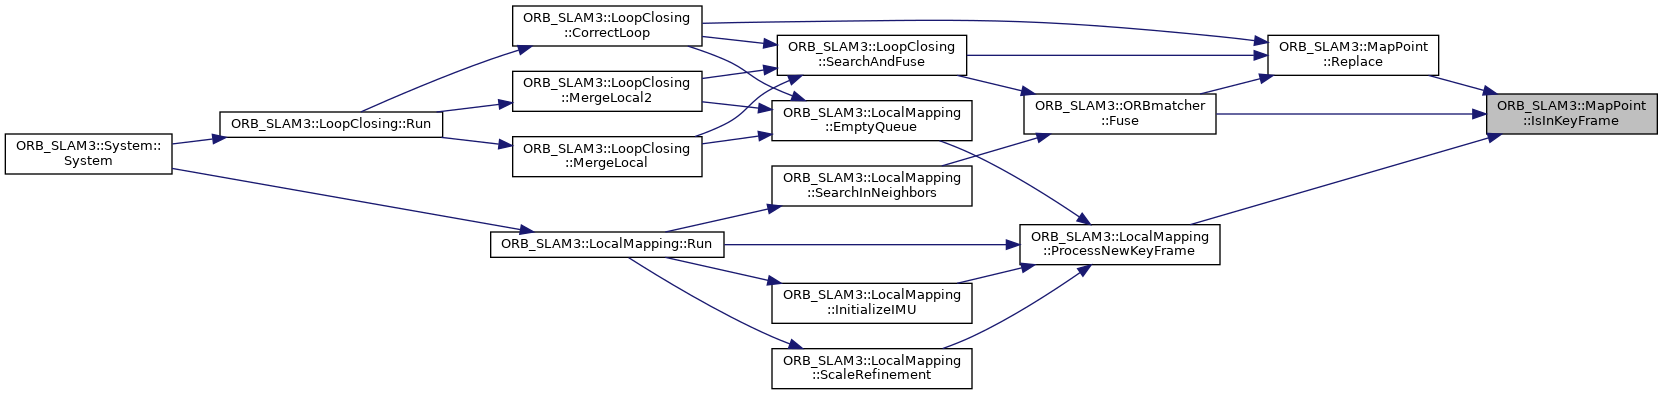 ORB_SLAM3::LoopClosing
::CorrectLoop
ORB_SLAM3::LoopClosing
::SearchAndFuse
ORB_SLAM3::MapPoint
::Replace
ORB_SLAM3::LoopClosing
::MergeLocal2
ORB_SLAM3::ORBmatcher
::Fuse
ORB_SLAM3::MapPoint
::IsInKeyFrame
ORB_SLAM3::LocalMapping
::EmptyQueue
ORB_SLAM3::LoopClosing::Run
ORB_SLAM3::System::
System
ORB_SLAM3::LoopClosing
::MergeLocal
ORB_SLAM3::LocalMapping
::SearchInNeighbors
ORB_SLAM3::LocalMapping::Run
ORB_SLAM3::LocalMapping
::ProcessNewKeyFrame
ORB_SLAM3::LocalMapping
::InitializeIMU
ORB_SLAM3::LocalMapping
::ScaleRefinement